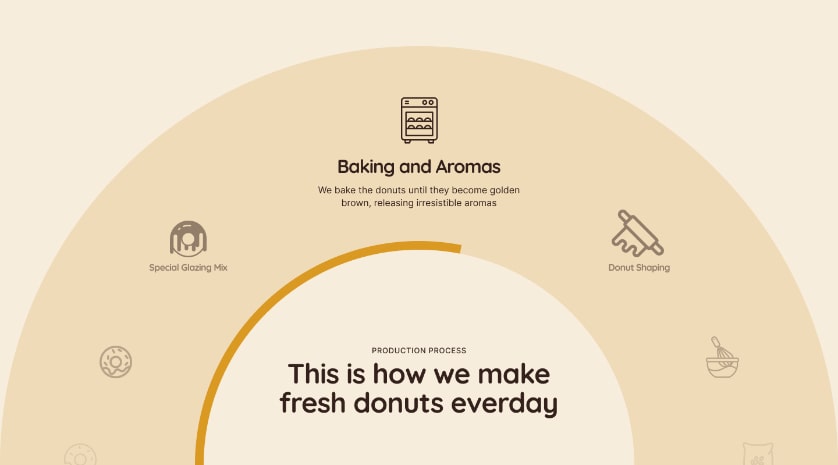 Baking and Aromas
We bake the donuts until they become golden
brown, releasing irresistible aromas
Special Glazing Mix
Donut Shaping
PRODUCTION PROCESS
This is how we make
fresh donuts everday